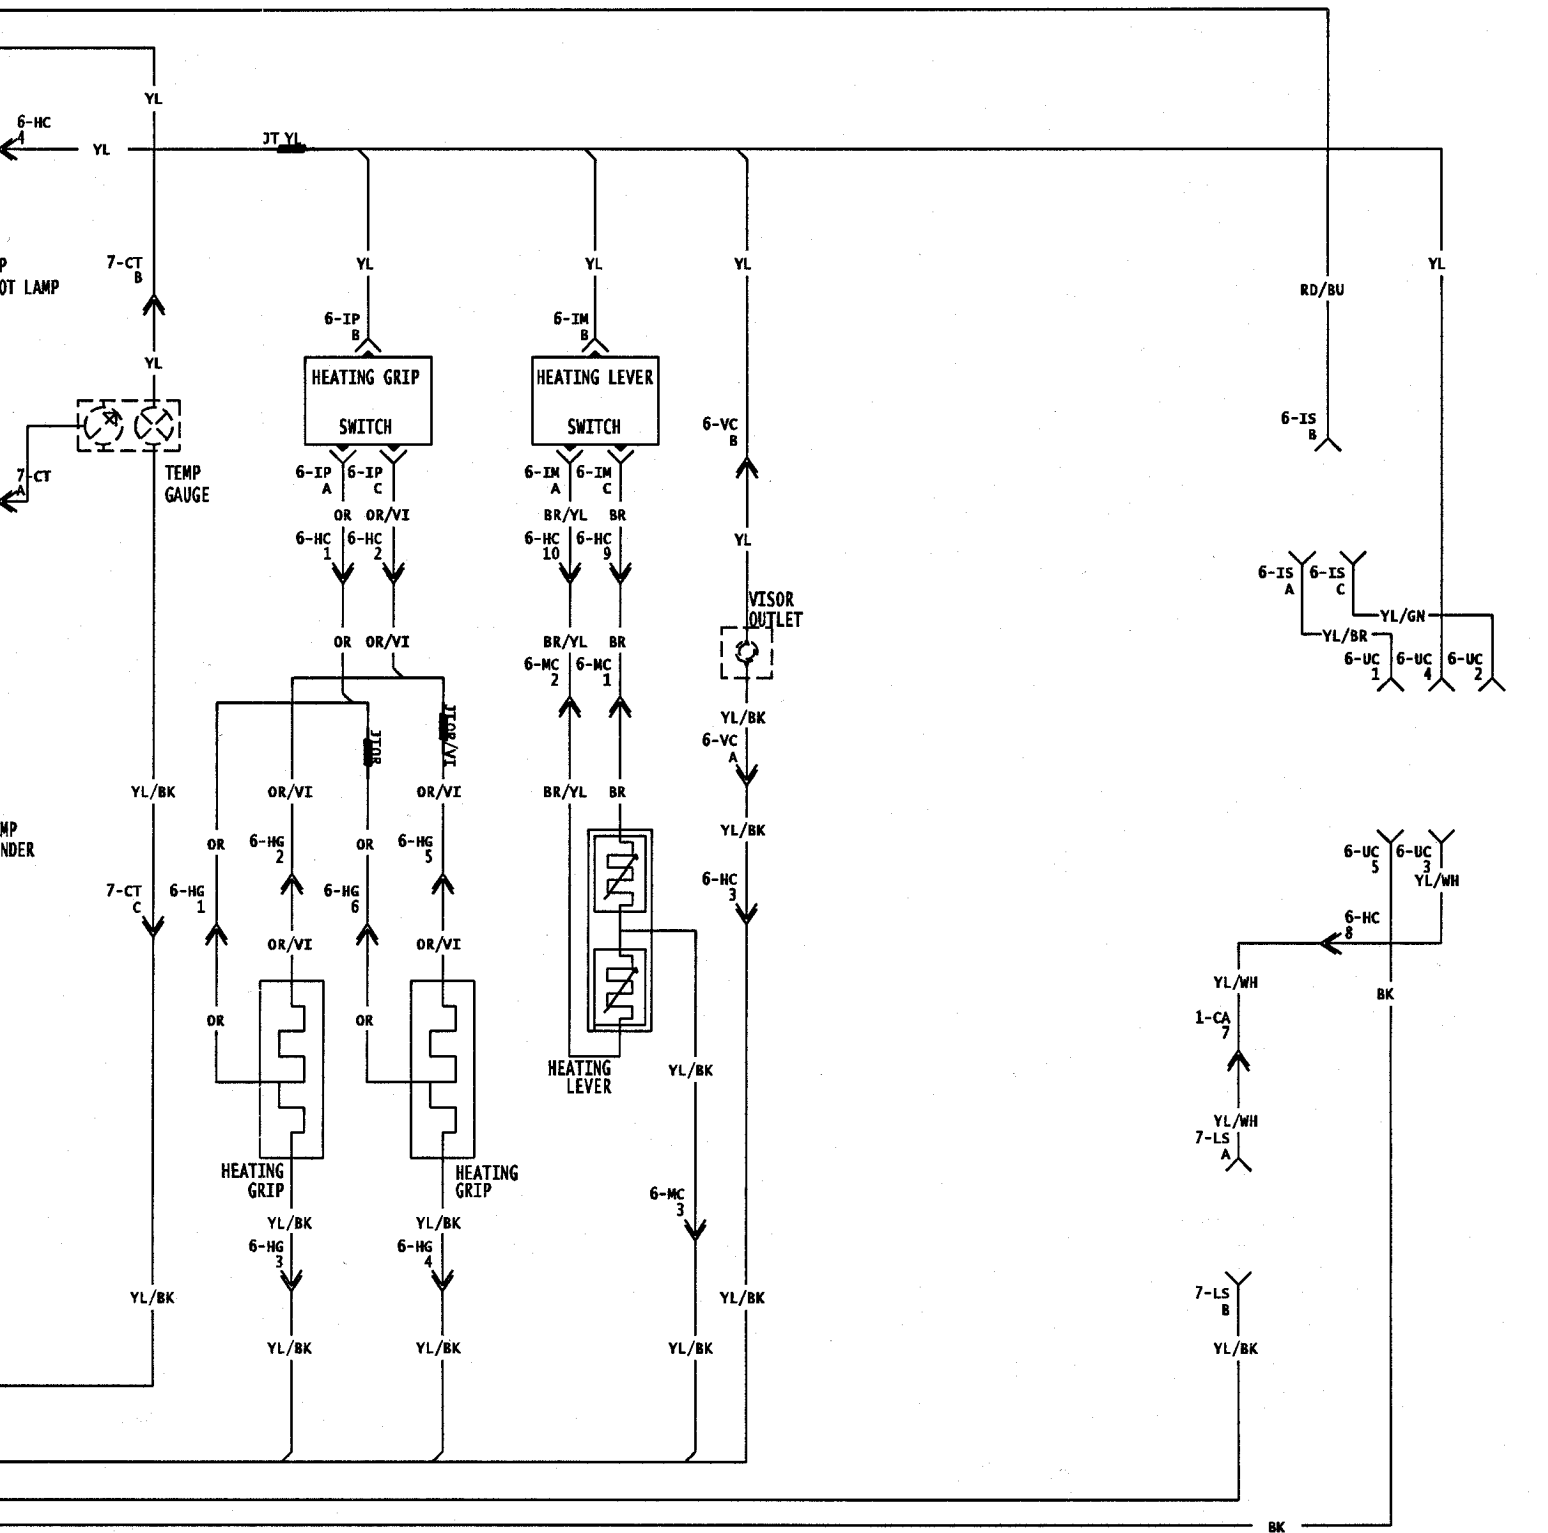 YL
6-HC
4
YL
JT YL
7-CT
B
P
OT LAMP
YL
YL
YL
YL
RD/BU
6-IP
B
6-IM
B
YL
HEATING GRIP
SWITCH
HEATING LEVER
SWITCH
6-VC
B
6-IS
B
7-CT
A
TEMP
GAUGE
6-IP
A
6-IP
C
6-IM
A
6-IM
C
OR
OR/VI
BR/YL
BR
6-HC
1
6-HC
2
6-HC
10
6-HC
9
YL
6-IS
A
6-IS
C
VISOR
OUTLET
YL/GN
YL/BR
OR
OR/VI
BR/YL
BR
6-MC
2
6-MC
1
6-UC
1
6-UC
4
6-UC
2
JTOR
JTOR/VI
YL/BK
6-VC
A
YL/BK
OR/VI
OR/VI
BR/YL
BR
MP
NDER
OR
6-HG
2
OR
6-HG
5
YL/BK
6-UC
5
6-UC
3
YL/WH
7-CT
C
6-HG
1
6-HG
6
6-HC
3
6-HC
8
OR/VI
OR/VI
YL/WH
BK
OR
OR
1-CA
7
HEATING
LEVER
YL/BK
YL/WH
7-LS
A
HEATING
GRIP
HEATING
GRIP
6-MC
3
YL/BK
YL/BK
6-HG
3
6-HG
4
YL/BK
YL/BK
7-LS
B
YL/BK
YL/BK
YL/BK
YL/BK
BK